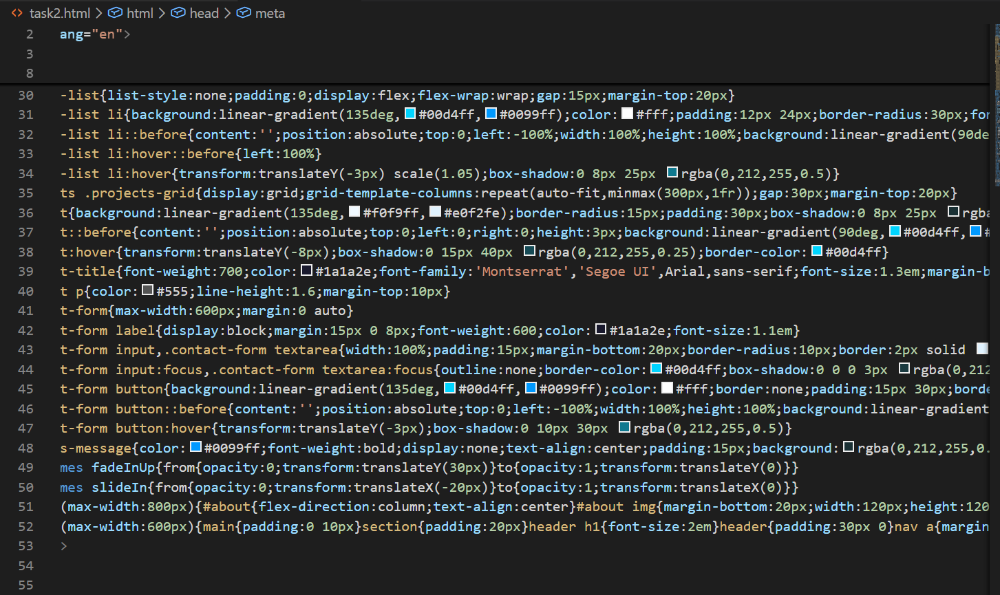 task2.html > html > head > meta
2 ang="en">
3
8
30 -list{list-style:none;padding:0;display:flex;flex-wrap:wrap;gap:15px;margin-top:20px}
31 -list li{background:linear-gradient(135deg,#00d4ff,#0099ff);color:#fff;padding:12px 24px;border-radius:30px;for
32 -list li::before{content:'';position:absolute;top:0;left:-100%;width:100%;height:100%;background:linear-gradient(90de
33 -list li:hover::before{left:100%}
34 -list li:hover{transform:translateY(-3px) scale(1.05);box-shadow:0 8px 25px rgba(0,212,255,0.5)}
35 ts .projects-grid{display:grid;grid-template-columns:repeat(auto-fit,minmax(300px,1fr));gap:30px;margin-top:20px}
36 t{background:linear-gradient(135deg,#f0f9ff,#e0f2fe);border-radius:15px;padding:30px;box-shadow:0 8px 25px rgba
37 t::before{content:'';position:absolute;top:0;left:0;right:0;height:3px;background:linear-gradient(90deg,#00d4ff,#
38 t:hover{transform:translateY(-8px);box-shadow:0 15px 40px rgba(0,212,255,0.25);border-color:#00d4ff}
39 t-title{font-weight:700;color:#1a1a2e;font-family:'Montserrat','Segoe UI',Arial,sans-serif;font-size:1.3em;margin-b
40 t p{color:#555;line-height:1.6;margin-top:10px}
41 t-form{max-width:600px;margin:0 auto}
42 t-form label{display:block;margin:15px 0 8px;font-weight:600;color:#1a1a2e;font-size:1.1em}
43 t-form input,.contact-form textarea{width:100%;padding:15px;margin-bottom:20px;border-radius:10px;border:2px solid
44 t-form input:focus,.contact-form textarea:focus{outline:none;border-color:#00d4ff;box-shadow:0 0 0 3px rgba(0,212
45 t-form button{background:linear-gradient(135deg,#00d4ff,#0099ff);color:#fff;border:none;padding:15px 30px;borde
46 t-form button::before{content:'';position:absolute;top:0;left:-100%;width:100%;height:100%;background:linear-gradient
47 t-form button:hover{transform:translateY(-3px);box-shadow:0 10px 30px rgba(0,212,255,0.5)}
48 s-message{color:#0099ff;font-weight:bold;display:none;text-align:center;padding:15px;background:rgba(0,212,255,0.
49 mes fadeInUp{from{opacity:0;transform:translateY(30px)}to{opacity:1;transform:translateY(0)}}
50 mes slideIn{from{opacity:0;transform:translateX(-20px)}to{opacity:1;transform:translateX(0)}}
51 (max-width:800px){#about{flex-direction:column;text-align:center}#about img{margin-bottom:20px;width:120px;height:120
52 (max-width:600px){main{padding:0 10px}section{padding:20px}header h1{font-size:2em}header{padding:30px 0}nav a{margin
53 >
54
55